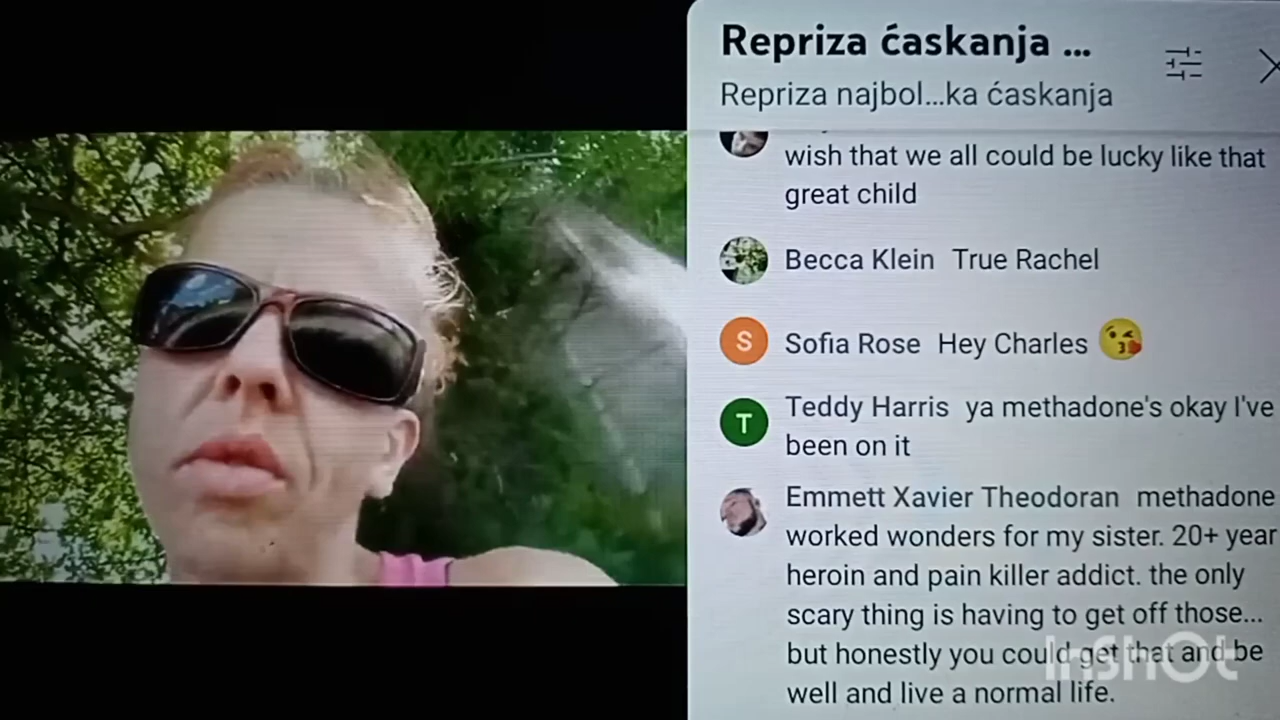 Repriza ćaskanja ...
Repriza najbol...ka ćaskanja
wish that we all could be lucky like that
great child
Becca Klein True Rachel
Sofia Rose Hey Charles
Teddy Harris ya methadone's okay I've
been on it
Emmett Xavier Theodoran methadone
worked wonders for my sister. 20+ year
heroin and pain killer addict. the only
scary thing is having to get off those...
but honestly you could get that and be
well and live a normal life.
S
T
InShOt